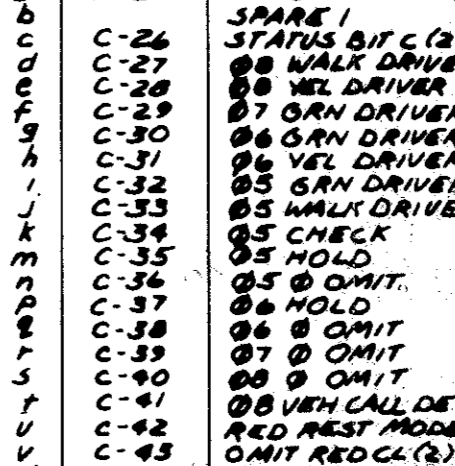 b SPARE 1
c C-26 STATUS BIT C (2
d C-27 Ø8 WALK DRIVE
e C-28 Ø8 YEL DRIVER
f C-29 Ø7 GRN DRIVER
g C-30 Ø6 GRN DRIVER
h C-31 Ø6 YEL DRIVER
i C-32 Ø5 GRN DRIVER
j C-33 Ø5 WALK DRIVE
k C-34 Ø5 CHECK
m C-35 Ø5 HOLD
n C-36 Ø5 Ø OMIT
p C-37 Ø6 HOLD
q C-38 Ø6 Ø OMIT
r C-39 Ø7 Ø OMIT
s C-40 Ø8 Ø OMIT
t C-41 Ø8 VEH CALL DE
u C-42 RED REST MODE
v C-43 OMIT RED CL (2)